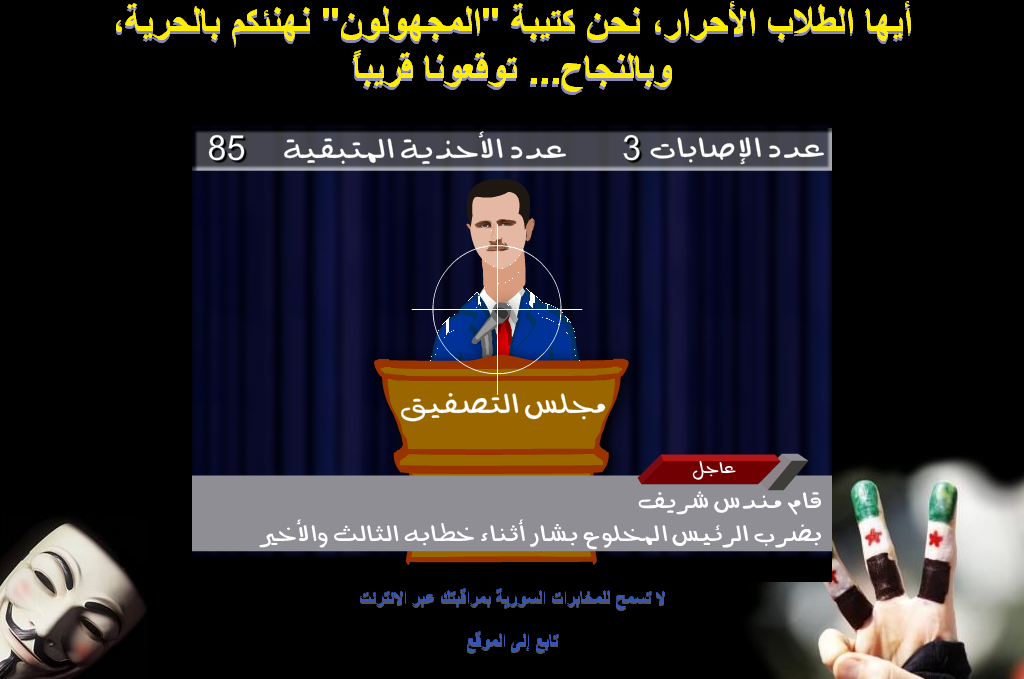 أيها الطلاب الأحرار، نحن كتيبة "المجهولون" نهنئكم بالحرية،
وبالنجاح... توقعونا قريباً
عدد الإصابات 3 عدد الأحذية المتبقية 85
مجلس التصفيق
عاجل
قام مندس شريف
بضرب الرئيس المخلوع بشار أثناء خطابه الثالث والأخير
لا تسمح للمخابرات السورية بمراقبتك عبر الانترنت
تابع إلى الموقع